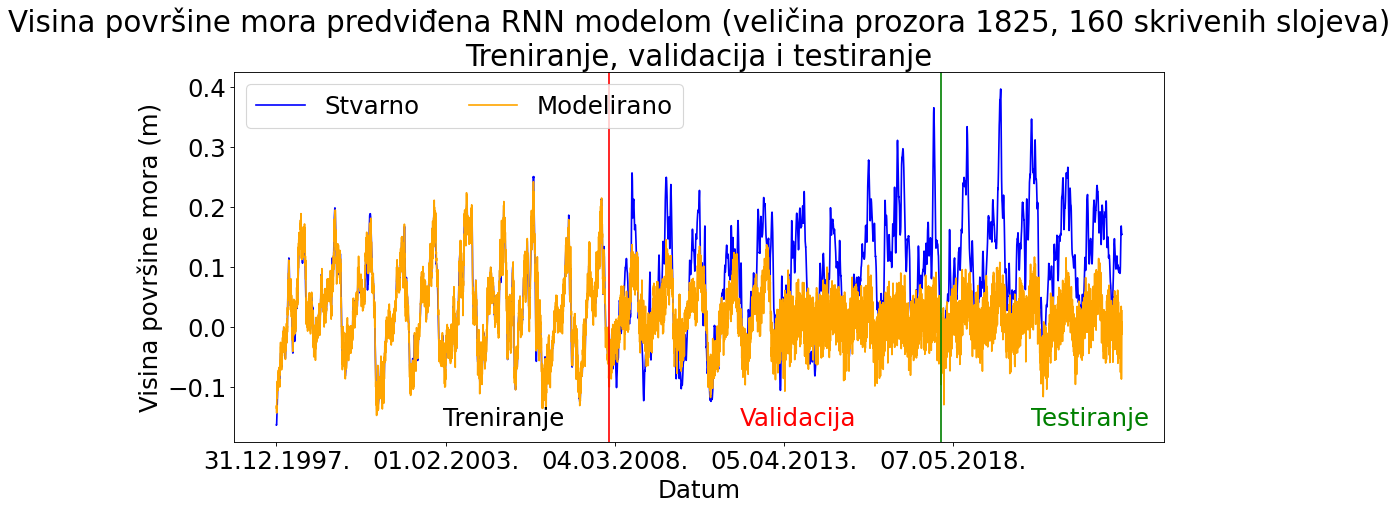 Visina površine mora predviđena RNN modelom (veličina prozora 1825, 160 skrivenih slojeva)
Treniranje, validacija i testiranje
Stvarno
Modelirano
Visina površine mora (m)
0.4
0.3
0.2
0.1
0.0
−0.1
Treniranje
Validacija
Testiranje
31.12.1997.
01.02.2003.
04.03.2008.
05.04.2013.
07.05.2018.
Datum